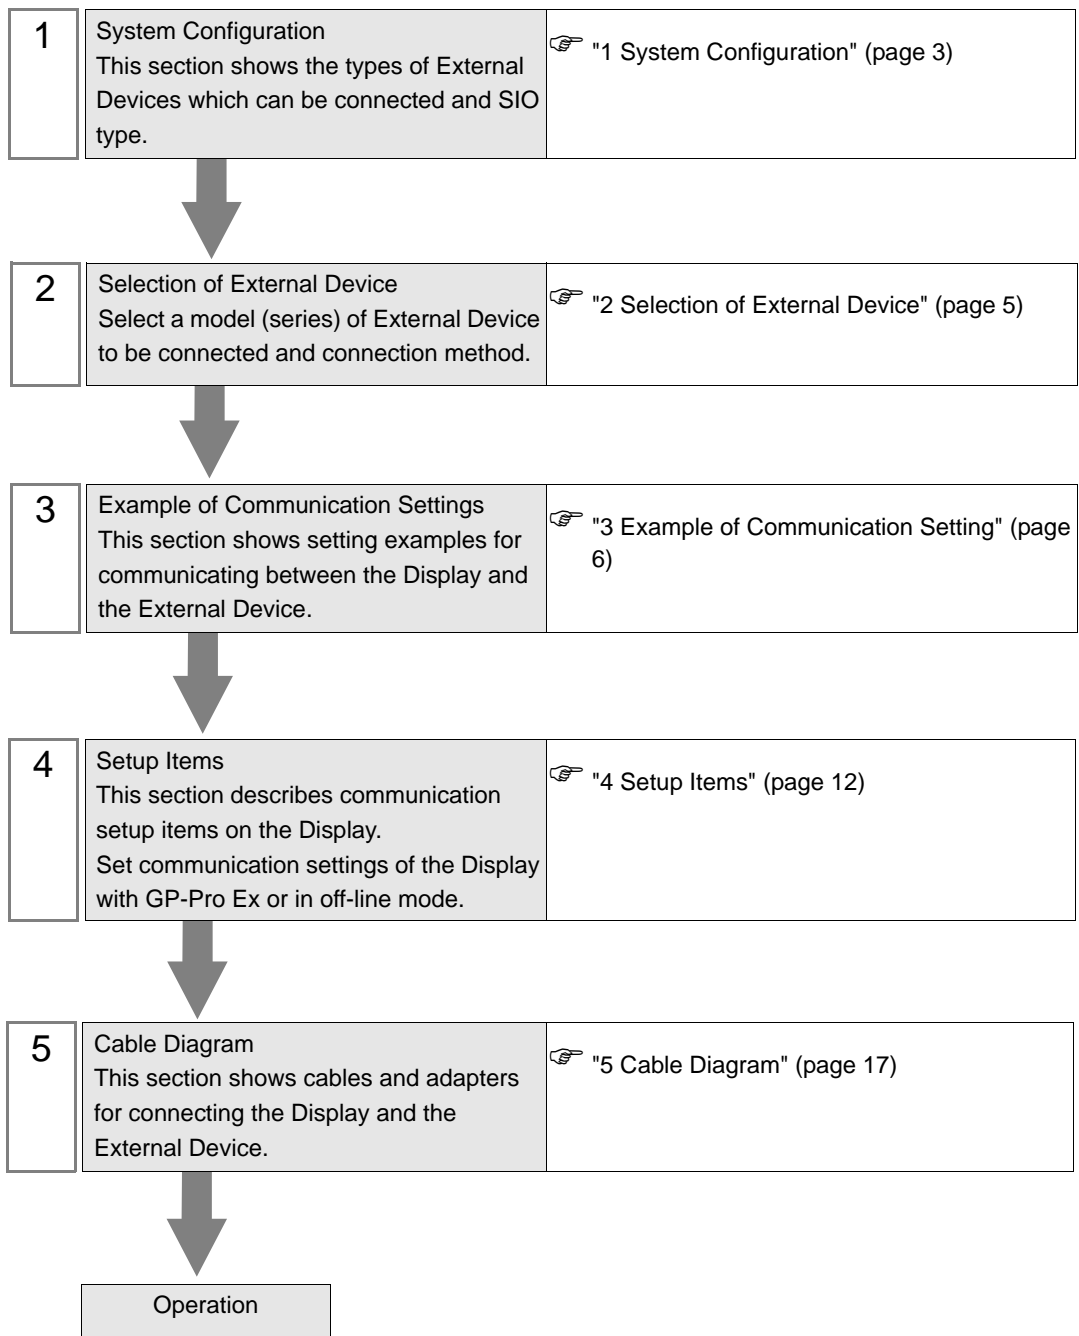 1
System Configuration
This section shows the types of External
Devices which can be connected and SIO
type.
"1 System Configuration" (page 3)
2
Selection of External Device
Select a model (series) of External Device
to be connected and connection method.
"2 Selection of External Device" (page 5)
3
Example of Communication Settings
This section shows setting examples for
communicating between the Display and
the External Device.
"3 Example of Communication Setting" (page
6)
4
Setup Items
This section describes communication
setup items on the Display.
Set communication settings of the Display
with GP-Pro Ex or in off-line mode.
"4 Setup Items" (page 12)
5
Cable Diagram
This section shows cables and adapters
for connecting the Display and the
External Device.
"5 Cable Diagram" (page 17)
Operation